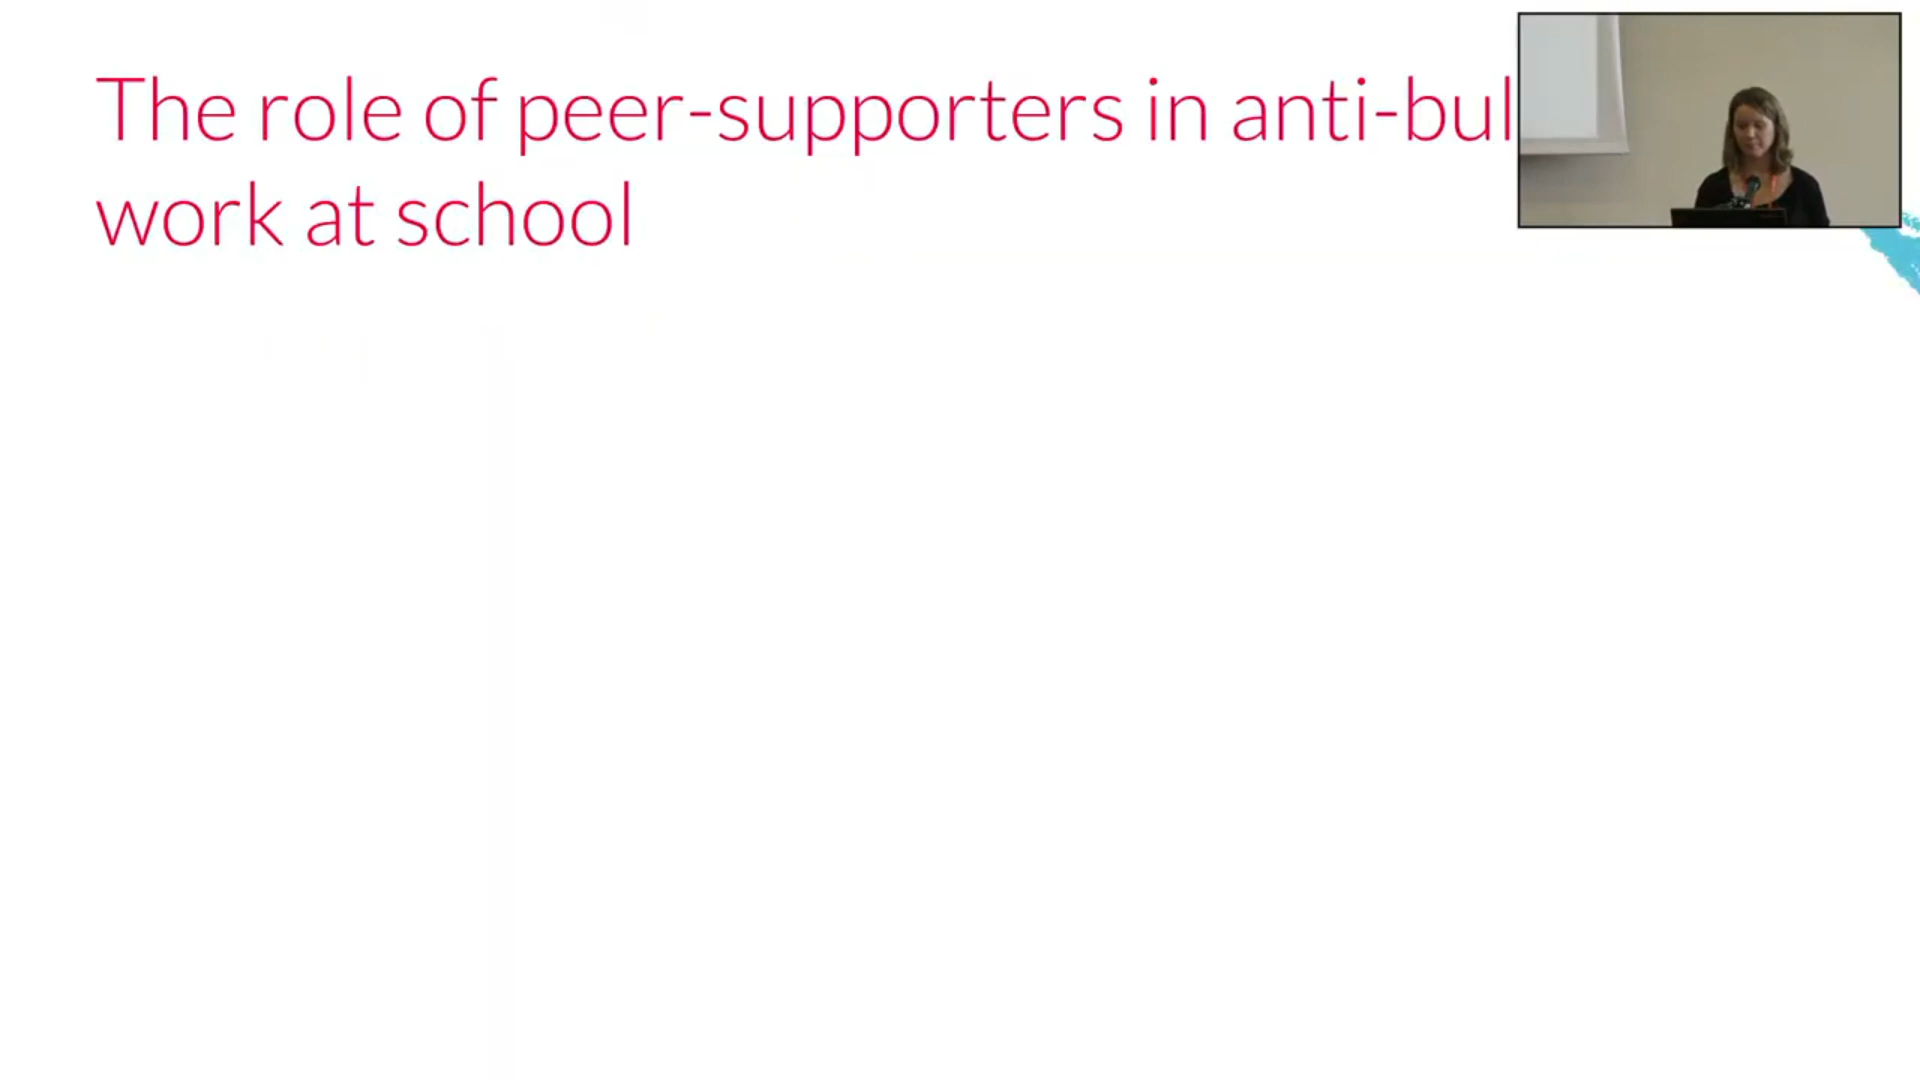 The role of peer-supporters in anti-bul
work at school